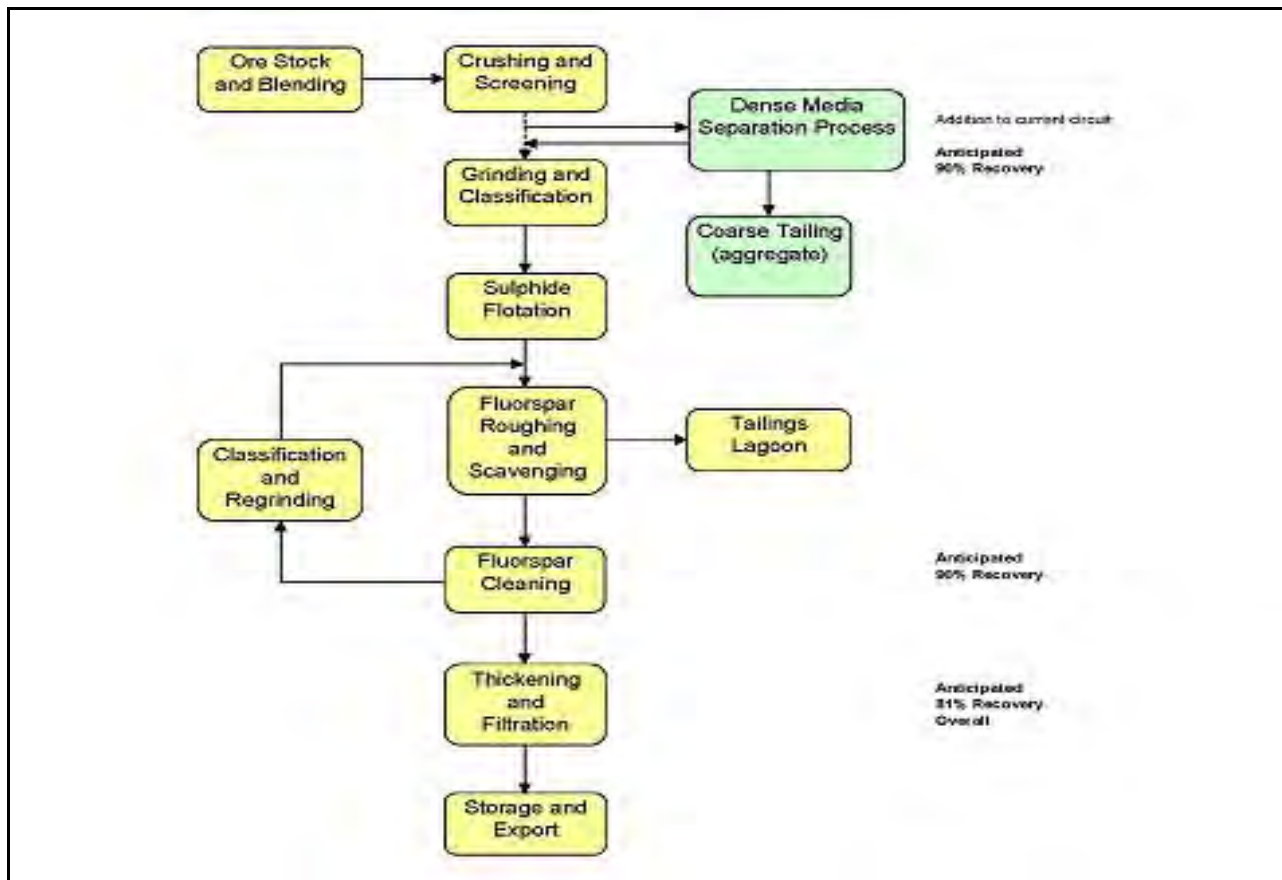 Ore Stock
and Blending
Crushing and
Screening
Dense Media
Separation Process
Addition to current circuit
Anticipated
90% Recovery
Grinding and
Classification
Coarse Tailing
(aggregate)
Sulphide
Flotation
Fluorspar
Roughing
and
Scavenging
Tailings
Lagoon
Classification
and
Regrinding
Fluorspar
Cleaning
Anticipated
90% Recovery
Thickening
and
Filtration
Anticipated
81% Recovery
Overall
Storage and
Export